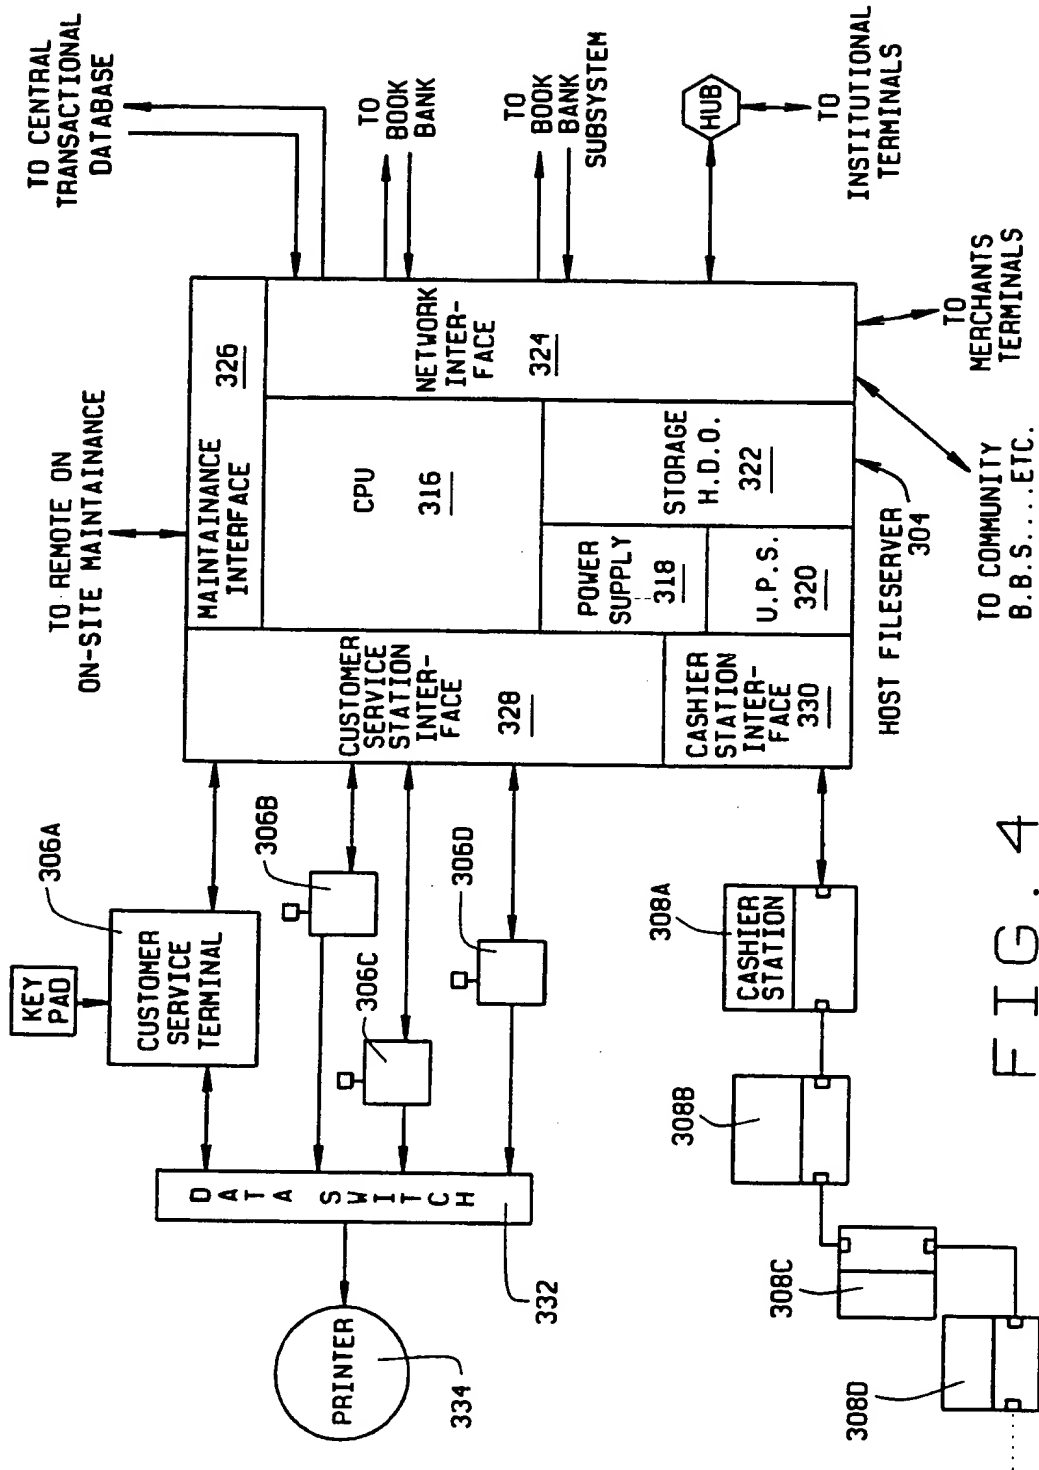 TO CENTRAL
TRANSACTIONAL
DATABASE
TO
BOOK
BANK
TO
BOOK
BANK
SUBSYSTEM
HUB
TO
INSTITUTIONAL
TERMINALS
TO REMOTE ON
ON-SITE MAINTAINANCE
MAINTAINANCE
INTERFACE
326
NETWORK
INTER-
FACE
324
CPU
316
STORAGE
H.D.O.
322
POWER
SUPPLY
318
U.P.S.
320
CUSTOMER
SERVICE
STATION
INTER-
FACE
328
CASHIER
STATION
INTER-
FACE
330
HOST FILESERVER
304
TO
MERCHANTS
TERMINALS
TO COMMUNITY
B.B.S....ETC.
KEY
PAD
306A
CUSTOMER
SERVICE
TERMINAL
306B
306C
306D
DATA SWITCH
332
PRINTER
334
308A
CASHIER
STATION
308B
308C
308D
FIG. 4